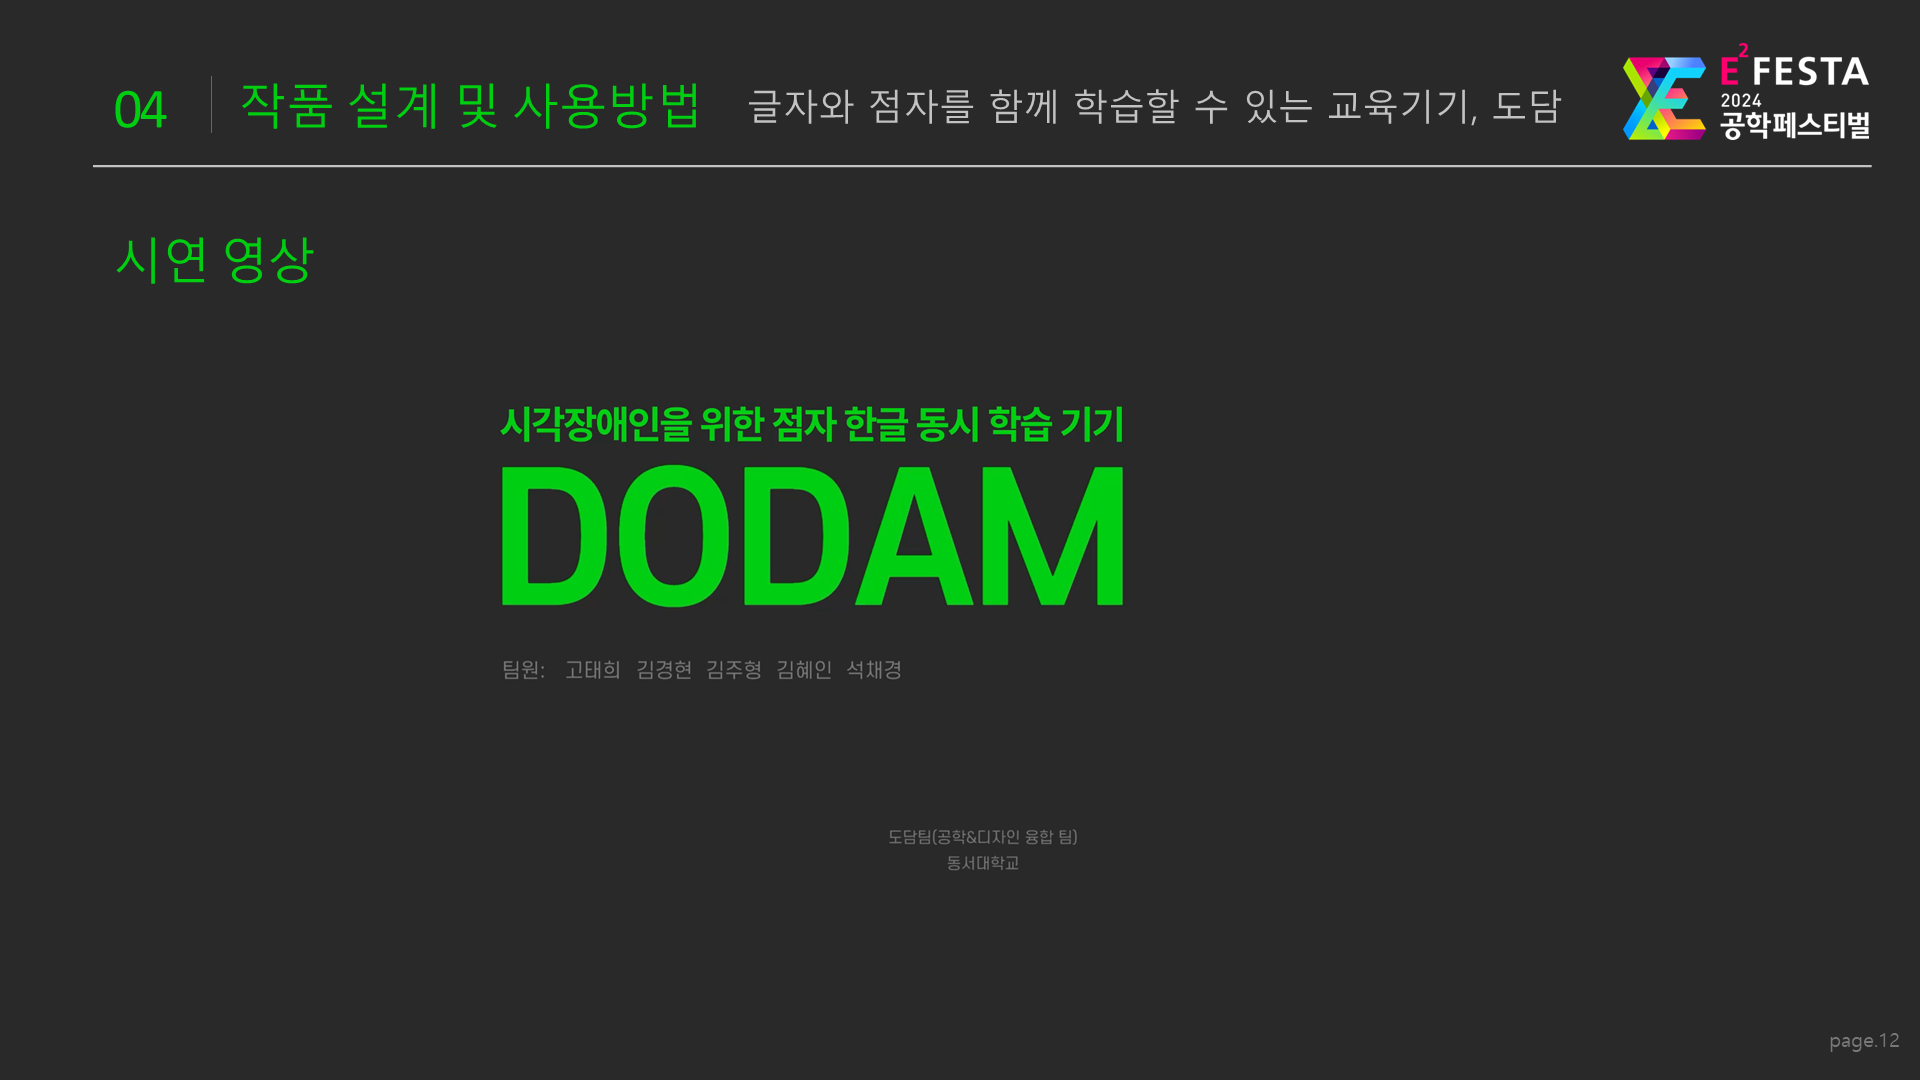 04 작품 설계 및 사용방법 글자와 점자를 함께 학습할 수 있는 교육기기, 도담
E²FESTA
2024
공학페스티벌
시연 영상
시각장애인을 위한 점자 한글 동시 학습 기기
DODAM
팀원: 고태희 김경현 김주형 김혜인 석채경
도담팀(공학&디자인 융합 팀)
동서대학교
page.12